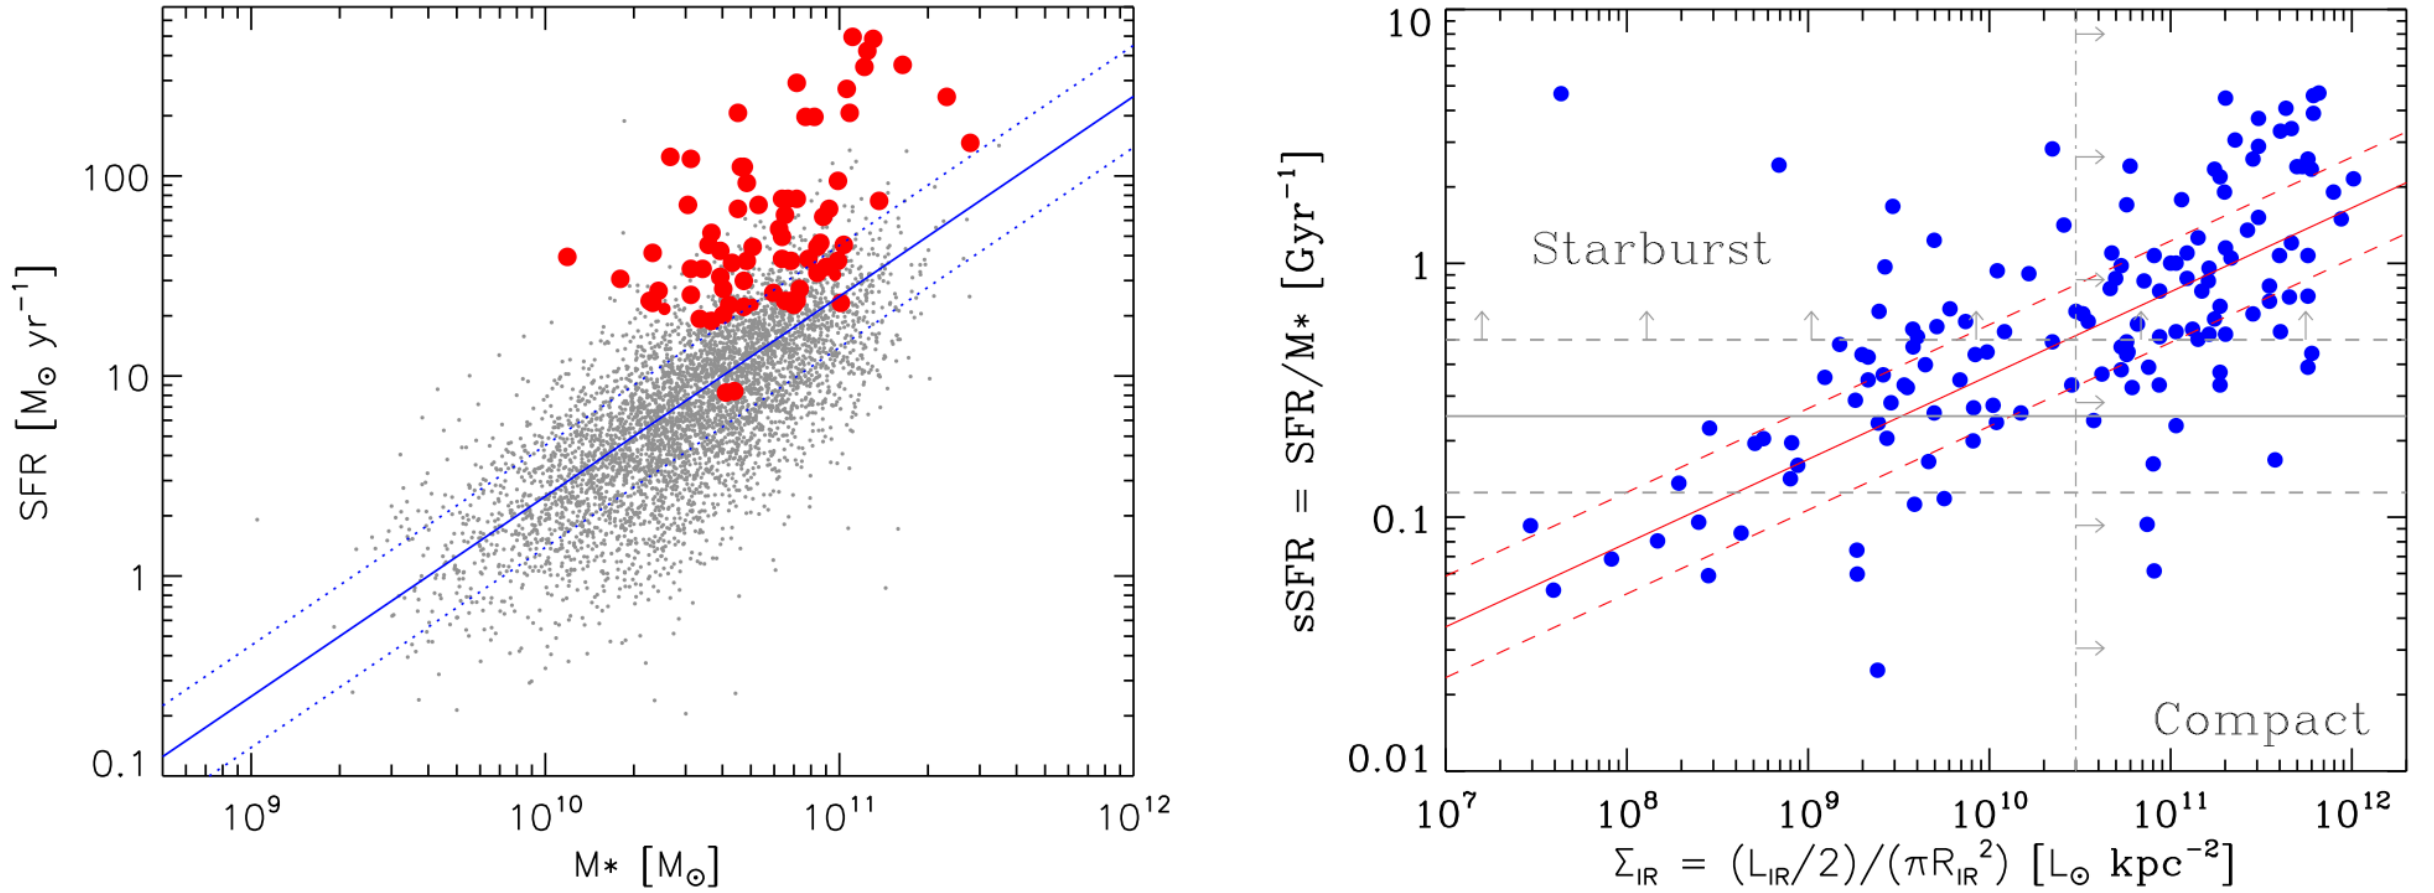 SFR [M⊙ yr⁻¹]
100
10
1
0.1
10⁹ 10¹⁰ 10¹¹ 10¹²
M* [M⊙]
sSFR = SFR/M* [Gyr⁻¹]
10
1
0.1
0.01
Starburst
Compact
10⁷ 10⁸ 10⁹ 10¹⁰ 10¹¹ 10¹²
Σ_IR = (L_IR/2)/(πR_IR²) [L⊙ kpc⁻²]